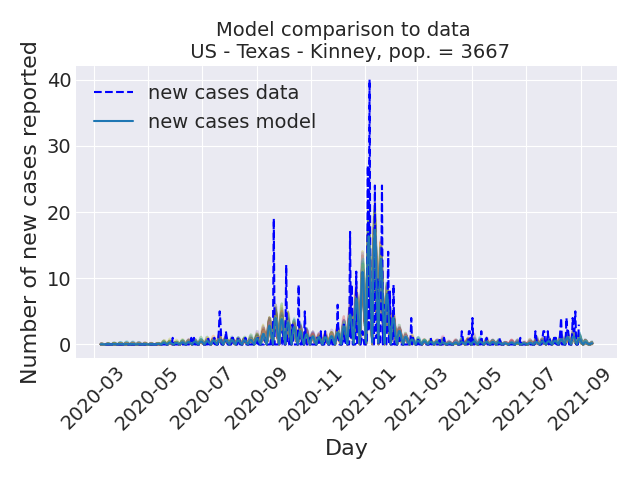 Model comparison to data
US - Texas - Kinney, pop. = 3667
Number of new cases reported
40
30
20
10
0
new cases data
new cases model
2020-03
2020-05
2020-07
2020-09
2020-11
2021-01
2021-03
2021-05
2021-07
2021-09
Day